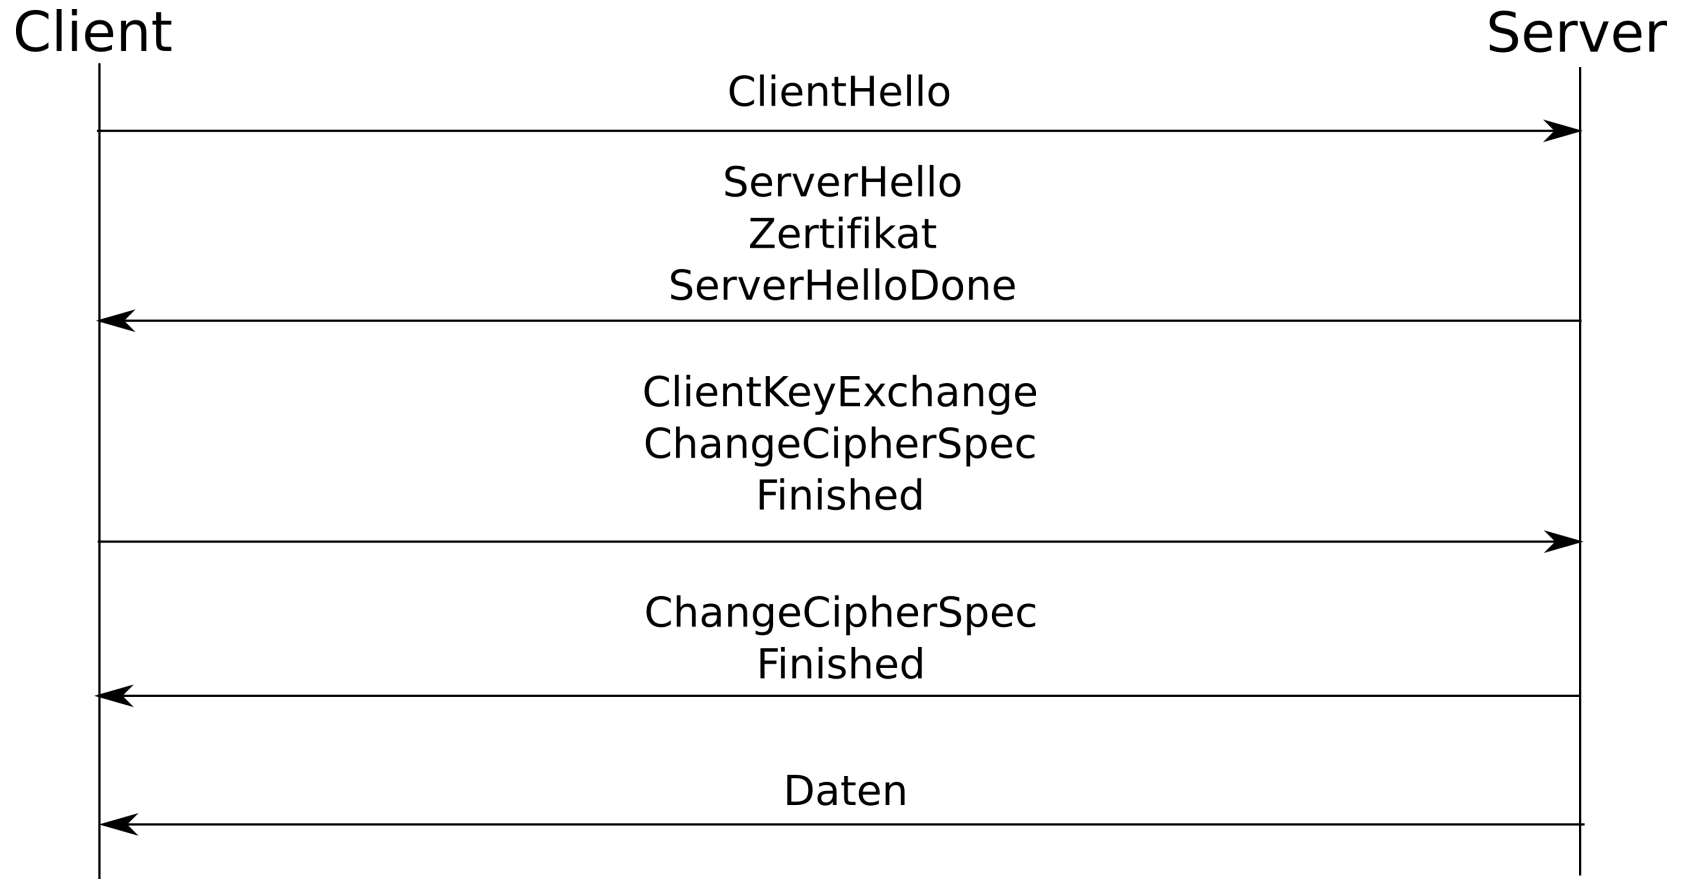 Client
Server
ClientHello
ServerHello
Zertifikat
ServerHelloDone
ClientKeyExchange
ChangeCipherSpec
Finished
ChangeCipherSpec
Finished
Daten